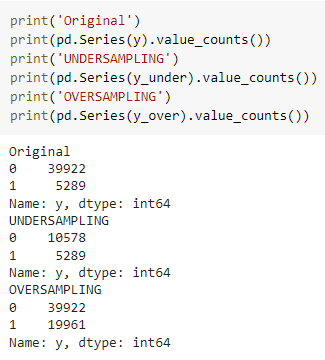 print('Original')
print(pd.Series(y).value_counts())
print('UNDERSAMPLING')
print(pd.Series(y_under).value_counts())
print('OVERSAMPLING')
print(pd.Series(y_over).value_counts())
Original
0    39922
1     5289
Name: y, dtype: int64
UNDERSAMPLING
0    10578
1     5289
Name: y, dtype: int64
OVERSAMPLING
0    39922
1    19961
Name: y, dtype: int64